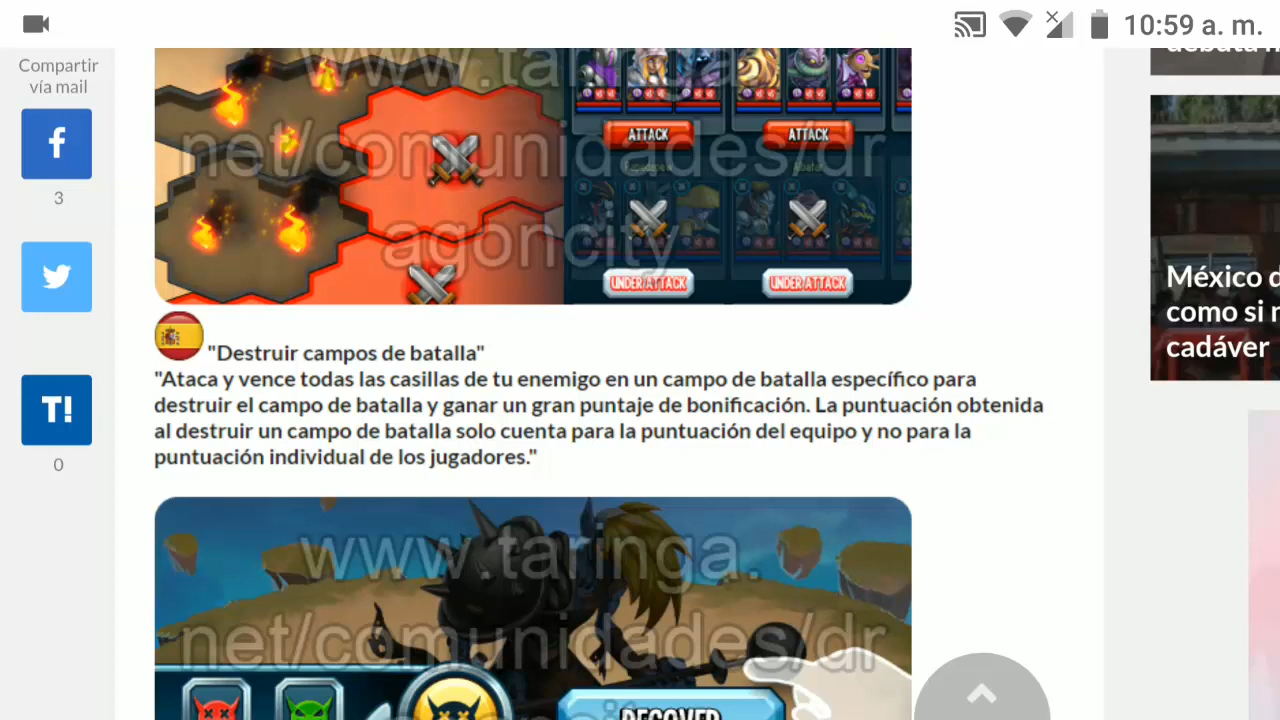 10:59 a. m.
Compartir
vía mail
f
3
T!
0
www.taringa.
net/comunidades/dr
agoncity
ATTACK
ATTACK
UNDER ATTACK
UNDER ATTACK
"Destruir campos de batalla"
"Ataca y vence todas las casillas de tu enemigo en un campo de batalla específico para
destruir el campo de batalla y ganar un gran puntaje de bonificación. La puntuación obtenida
al destruir un campo de batalla solo cuenta para la puntuación del equipo y no para la
puntuación individual de los jugadores."
www.taringa.
net/comunidades/dr
agoncity
RECOVER
México d
como si n
cadáver